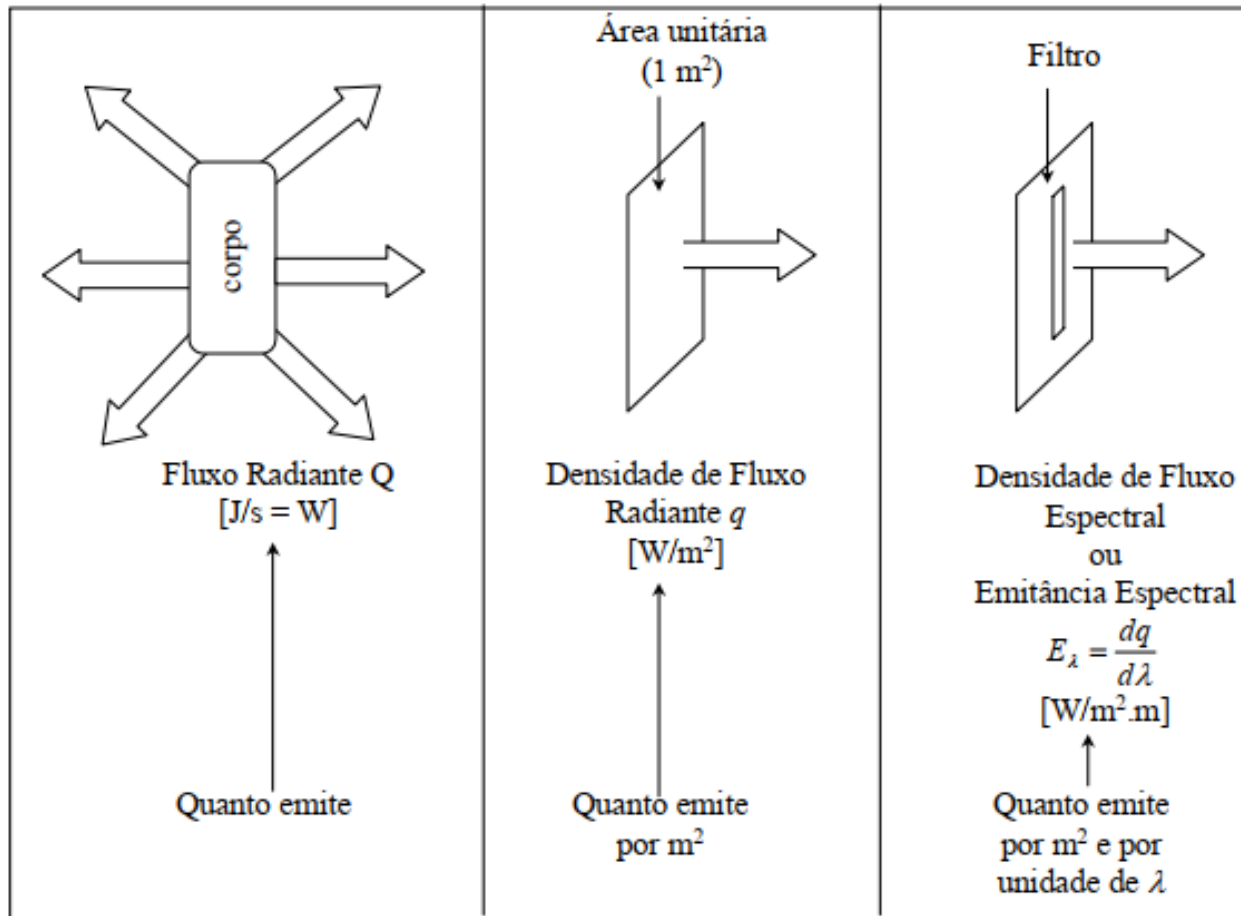 corpo
Fluxo Radiante Q
[J/s = W]
Quanto emite
Área unitária
(1 m²)
Densidade de Fluxo
Radiante q
[W/m²]
Quanto emite
por m²
Filtro
Densidade de Fluxo
Espectral
ou
Emitância Espectral
E_λ = dq/dλ
[W/m².m]
Quanto emite
por m² e por
unidade de λ